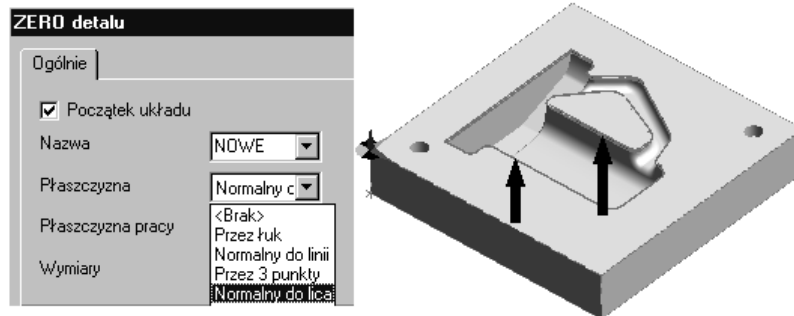 ZERO detalu
Ogólnie
Początek układu
Nazwa
NOWE
Płaszczyzna
Normalny c
<Brak>
Przez łuk
Normalny do linii
Przez 3 punkty
Normalny do lica
Płaszczyzna pracy
Wymiary